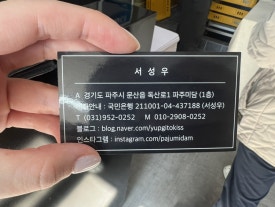 서 성 우
A 경기도 파주시 문산읍 독산로1 파주미담 (1층)
안내 : 국민은행 211001-04-437188 (서성우)
T (031)952-0252 M 010-2908-0252
블로그 : blog.naver.com/yupgitokiss
인스타그램 : instagram.com/pajumidam